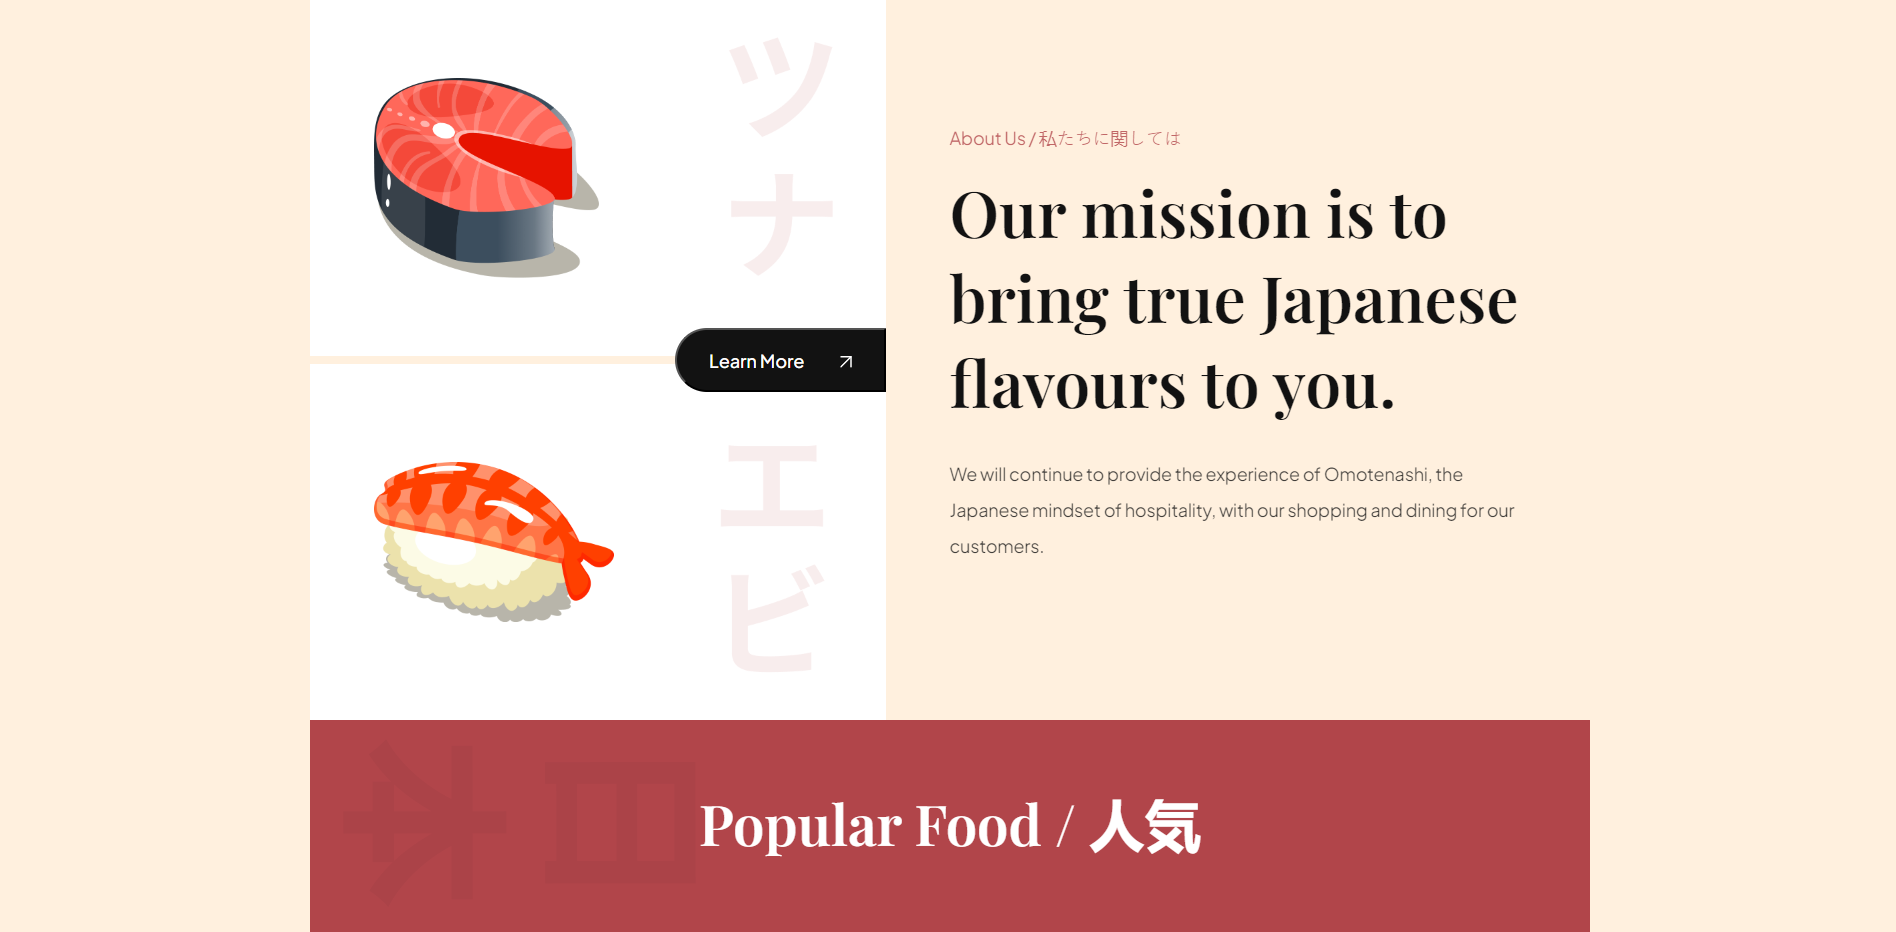 ツナ
Learn More
エビ
About Us / 私たちに関しては
Our mission is to
bring true Japanese
flavours to you.
We will continue to provide the experience of Omotenashi, the
Japanese mindset of hospitality, with our shopping and dining for our
customers.
日本
Popular Food / 人気